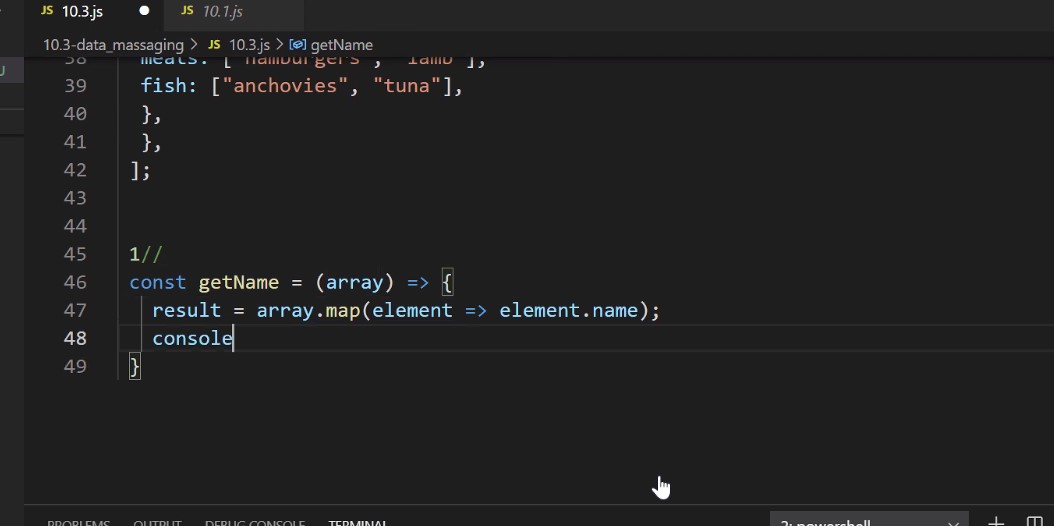 JS 10.3.js ● JS 10.1.js
10.3-data_massaging > JS 10.3.js > getName
38 meats: ["hamburgers", "lamb"],
39 fish: ["anchovies", "tuna"],
40 },
41 },
42 ];
43
44
45 1//
46 const getName = (array) => {
47 result = array.map(element => element.name);
48 console
49 }
PROBLEMS OUTPUT DEBUG CONSOLE TERMINAL 2: powershell